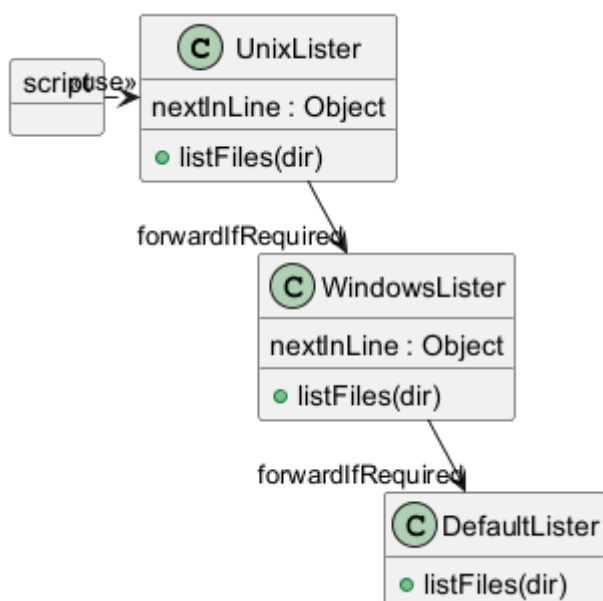 C UnixLister
script «use»
nextInLine : Object
listFiles(dir)
forwardIfRequired
C WindowsLister
nextInLine : Object
listFiles(dir)
forwardIfRequired
C DefaultLister
listFiles(dir)